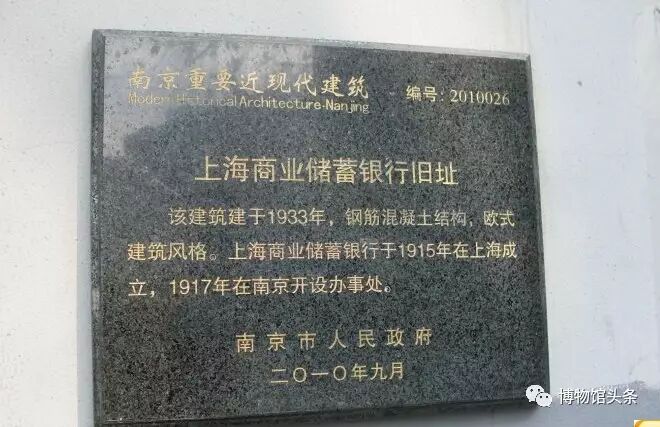 南京重要近现代建筑
编号:2010026
Modern Historical Architecture·Nanjing
上海商业储蓄银行旧址
该建筑建于1933年，钢筋混凝土结构，欧式
建筑风格。上海商业储蓄银行于1915年在上海成
立，1917年在南京开设办事处。
南京市人民政府
二〇一〇年九月
博物馆头条